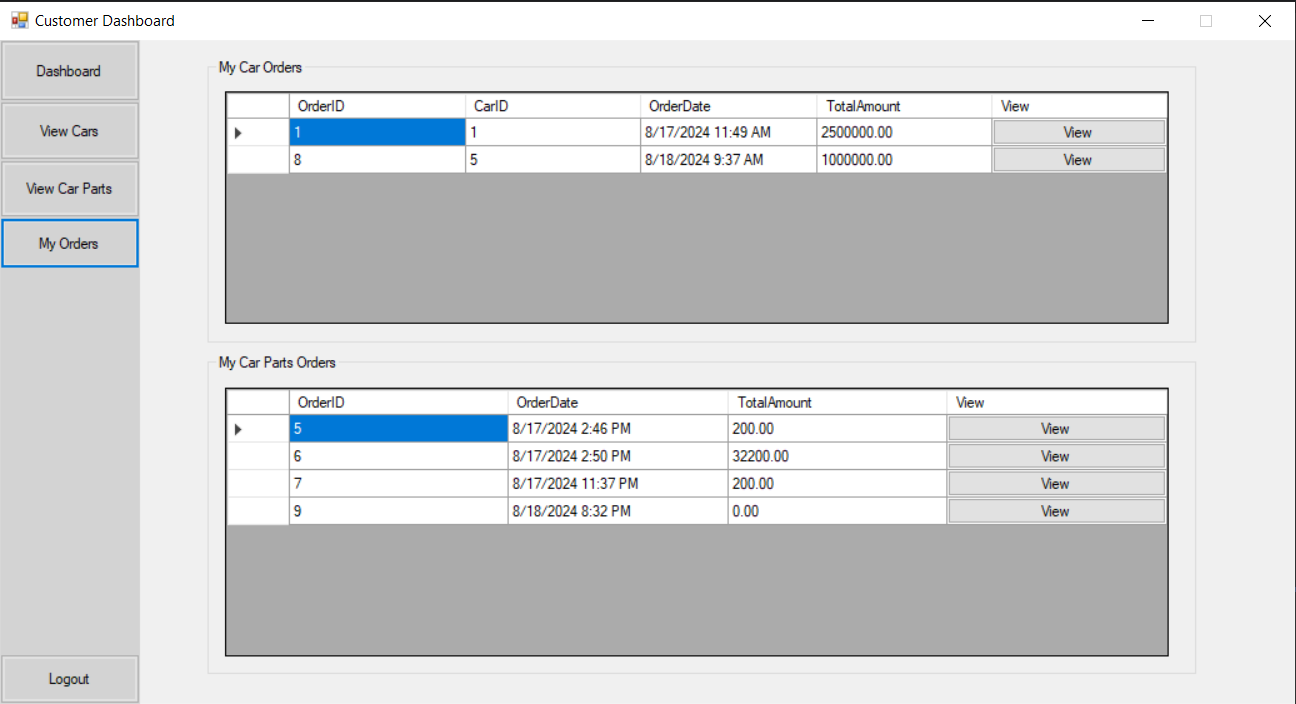 Customer Dashboard
Dashboard
View Cars
View Car Parts
My Orders
Logout
My Car Orders
OrderID CarID OrderDate TotalAmount View
1 1 8/17/2024 11:49 AM 2500000.00 View
8 5 8/18/2024 9:37 AM 1000000.00 View
My Car Parts Orders
OrderID OrderDate TotalAmount View
5 8/17/2024 2:46 PM 200.00 View
6 8/17/2024 2:50 PM 32200.00 View
7 8/17/2024 11:37 PM 200.00 View
9 8/18/2024 8:32 PM 0.00 View